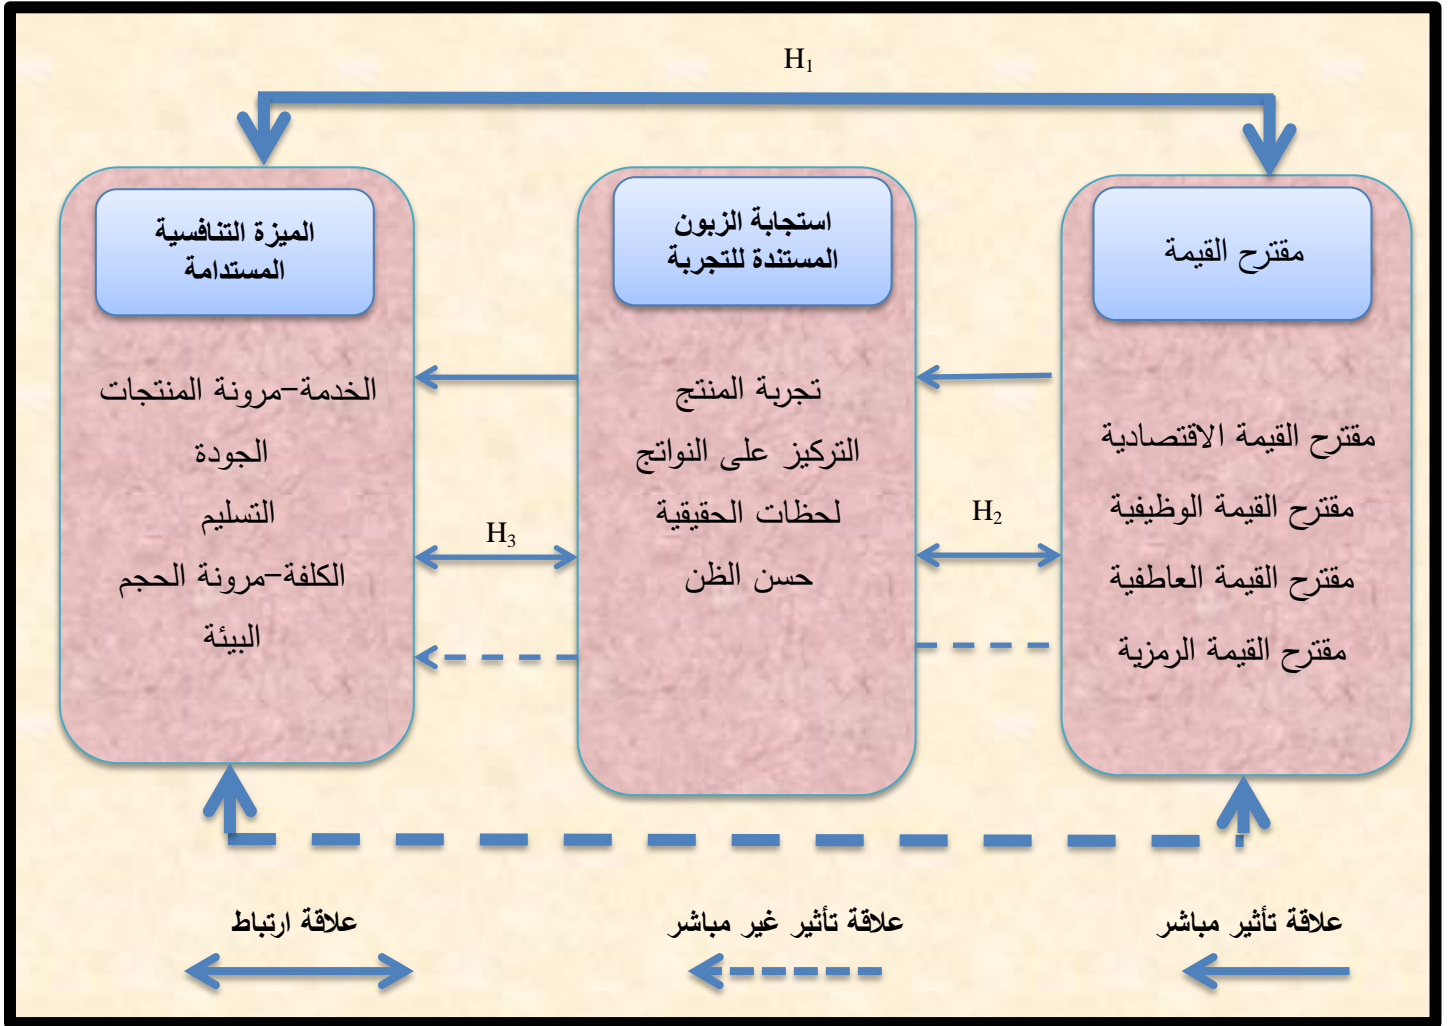 H₁
مقترح القيمة
مقترح القيمة الاقتصادية
مقترح القيمة الوظيفية
مقترح القيمة العاطفية
مقترح القيمة الرمزية
H₂
استجابة الزبون
المستندة للتجربة
تجربة المنتج
التركيز على النواتج
لحظات الحقيقية
حسن الظن
H₃
الميزة التنافسية
المستدامة
الخدمة-مرونة المنتجات
الجودة
التسليم
الكلفة-مرونة الحجم
البيئة
علاقة تأثير مباشر
علاقة تأثير غير مباشر
علاقة ارتباط